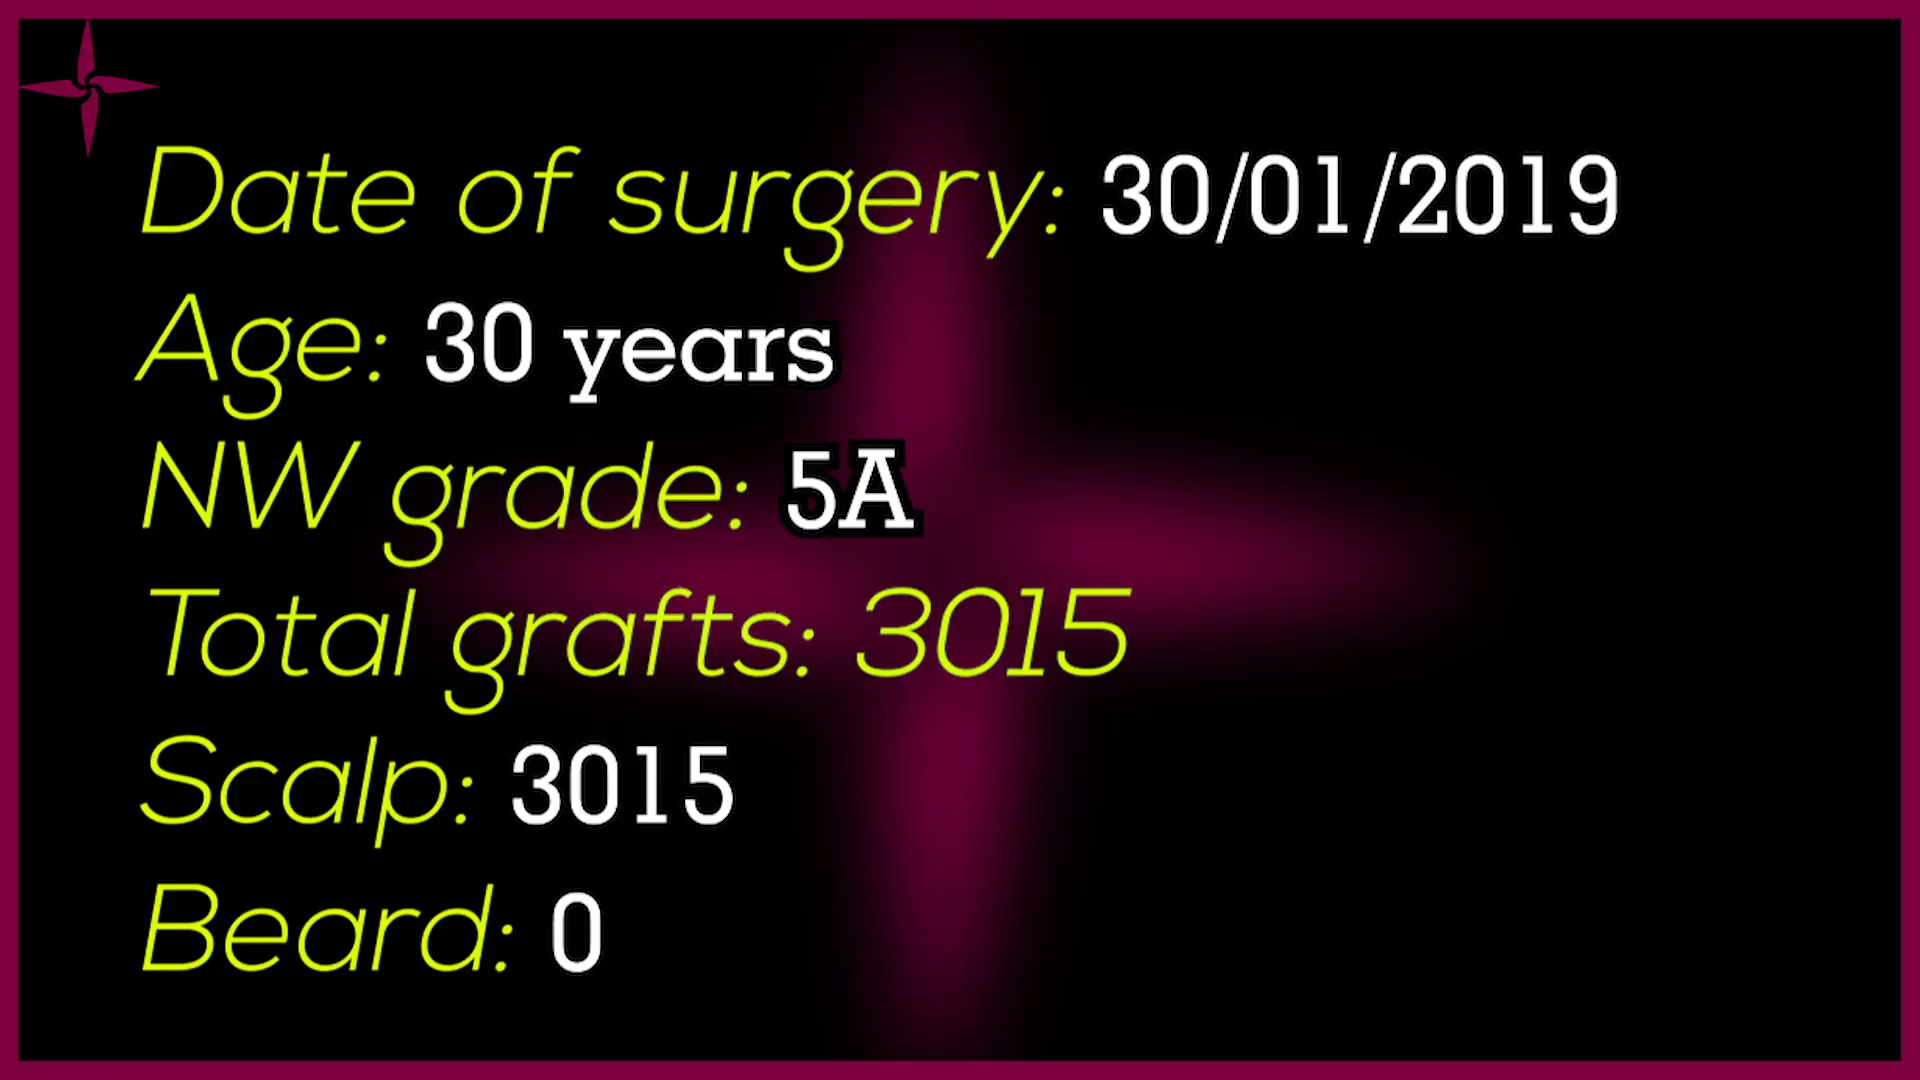 Date of surgery: 30/01/2019
Age: 30 years
NW grade: 5A
Total grafts: 3015
Scalp: 3015
Beard: 0